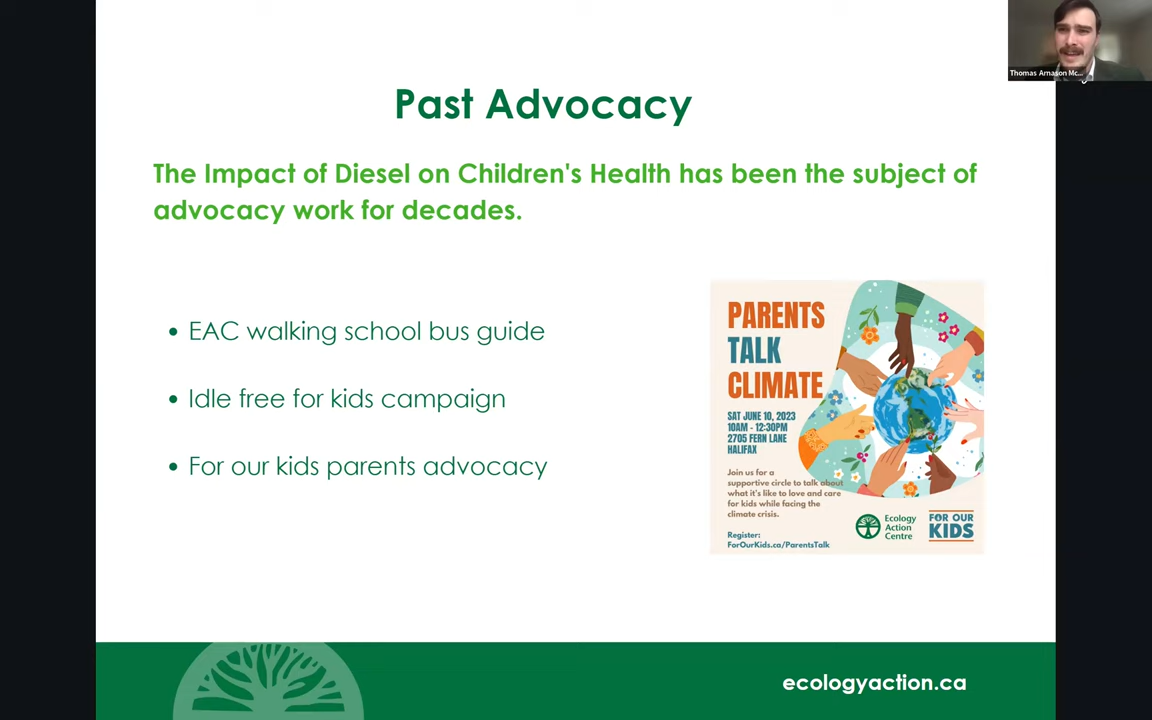 Thomas Arnason Mc...
Past Advocacy
The Impact of Diesel on Children's Health has been the subject of
advocacy work for decades.
• EAC walking school bus guide
• Idle free for kids campaign
• For our kids parents advocacy
PARENTS
TALK
CLIMATE
SAT JUNE 10, 2023
10AM - 12:30PM
2705 FERN LANE
HALIFAX
Join us for a
supportive circle to talk about
what it's like to love and care
for kids while facing the
climate crisis.
Register:
ForOurKids.ca/ParentsTalk
Ecology
Action
Centre
FOR OUR
KIDS
ecologyaction.ca